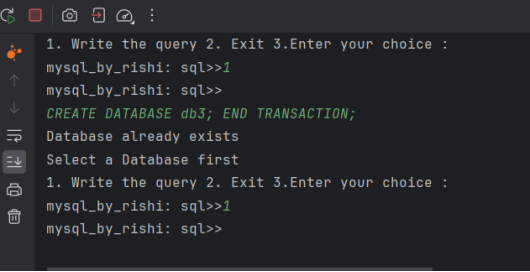 1. Write the query 2. Exit 3.Enter your choice :
mysql_by_rishi: sql>>1
mysql_by_rishi: sql>>
CREATE DATABASE db3; END TRANSACTION;
Database already exists
Select a Database first
1. Write the query 2. Exit 3.Enter your choice :
mysql_by_rishi: sql>>1
mysql_by_rishi: sql>>